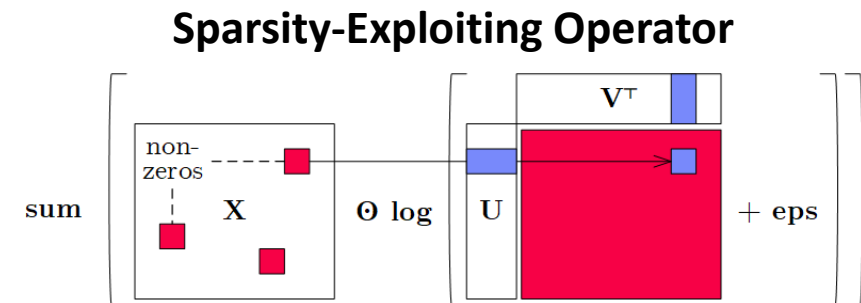 Sparsity-Exploiting Operator
V⊤
non-
zeros
sum X ⊙ log U + eps